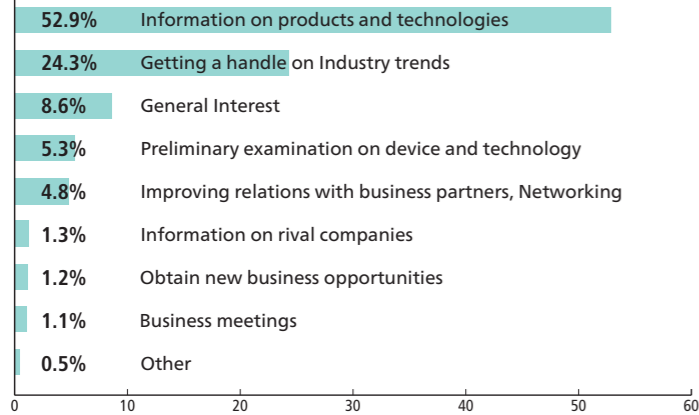 52.9% Information on products and technologies
24.3% Getting a handle on Industry trends
8.6% General Interest
5.3% Preliminary examination on device and technology
4.8% Improving relations with business partners, Networking
1.3% Information on rival companies
1.2% Obtain new business opportunities
1.1% Business meetings
0.5% Other
0 10 20 30 40 50 60